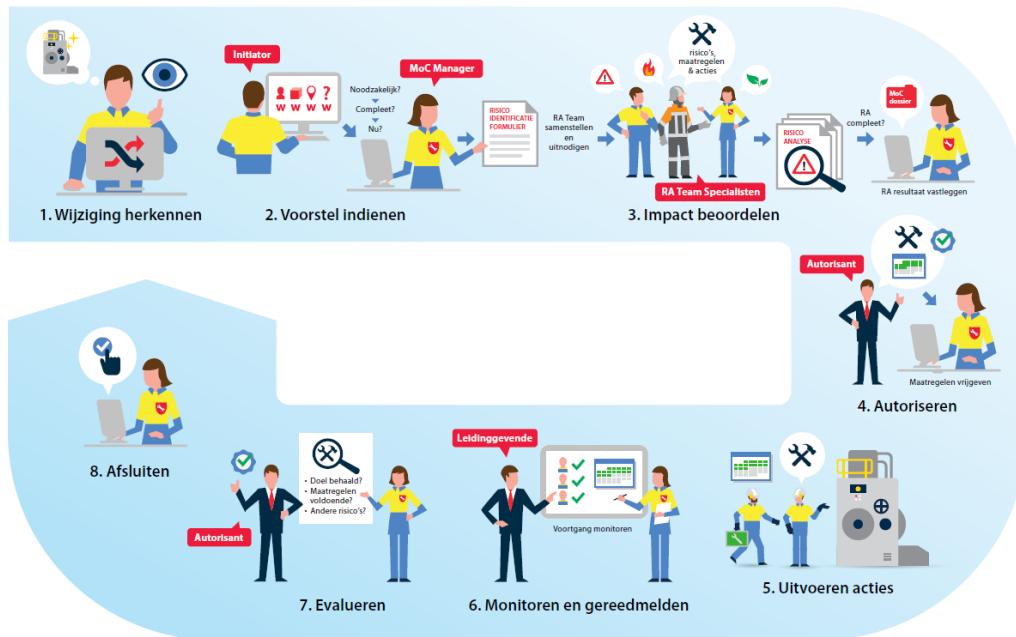 Initiator
W W W W
Noodzakelijk?
Compleet?
Nu?
MoC Manager
RISICO
IDENTIFICATIE
FORMULIER
RA Team
samenstellen
en
uitnodigen
risico's,
maatregelen
& acties
RA Team Specialisten
RISICO
ANALYSE
RA
compleet?
MoC
dossier
RA resultaat vastleggen
1. Wijziging herkennen
2. Voorstel indienen
3. Impact beoordelen
Autorisant
Maatregelen vrijgeven
4. Autoriseren
5. Uitvoeren acties
Leidinggevende
Voortgang monitoren
6. Monitoren en gereedmelden
• Doel behaald?
• Maatregelen
voldoende?
• Andere risico's?
Autorisant
7. Evalueren
8. Afsluiten